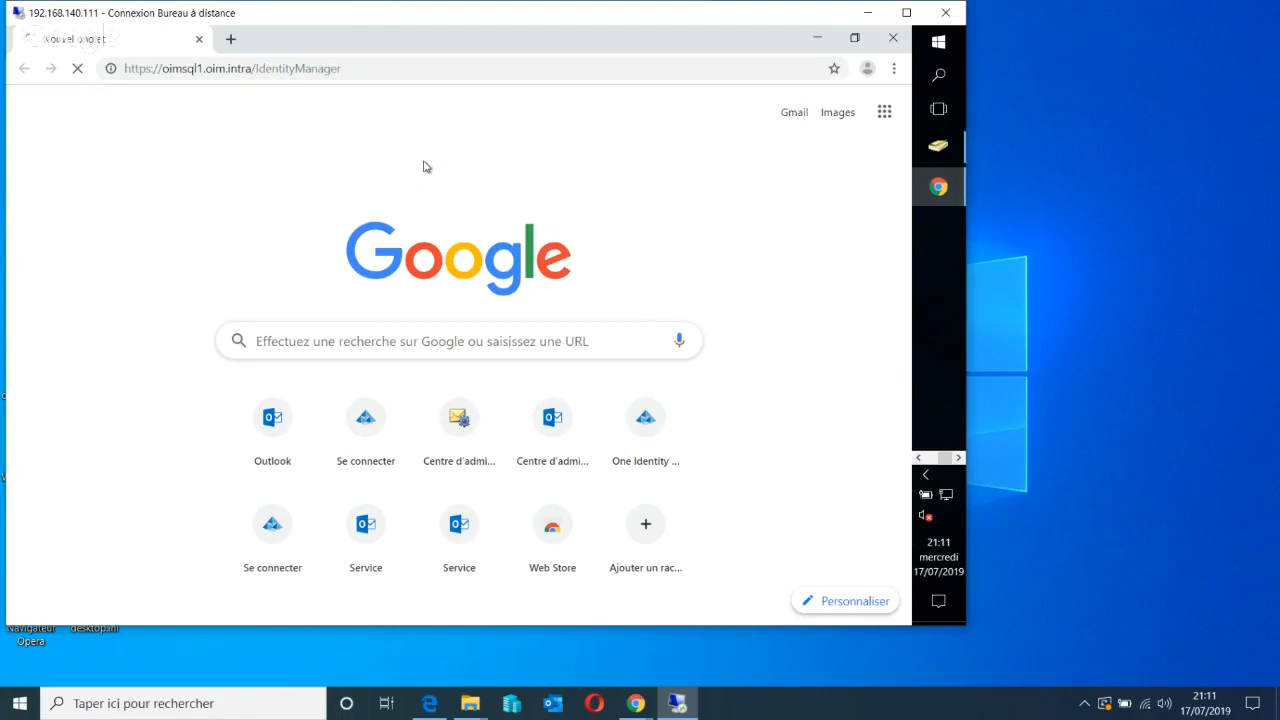 192.168.140.111 - Connexion Bureau à distance
Nouvel onglet
https://oimsql1.oim.intra/IdentityManager
Gmail Images
Google
Effectuez une recherche sur Google ou saisissez une URL
Outlook
Se connecter
Centre d'admi...
Centre d'admi...
One Identity ...
Se connecter
Service
Service
Web Store
Ajouter un rac...
Personnaliser
21:11
mercredi
17/07/2019
Navigateur
Opera
desktop.ini
Taper ici pour rechercher
21:11
17/07/2019